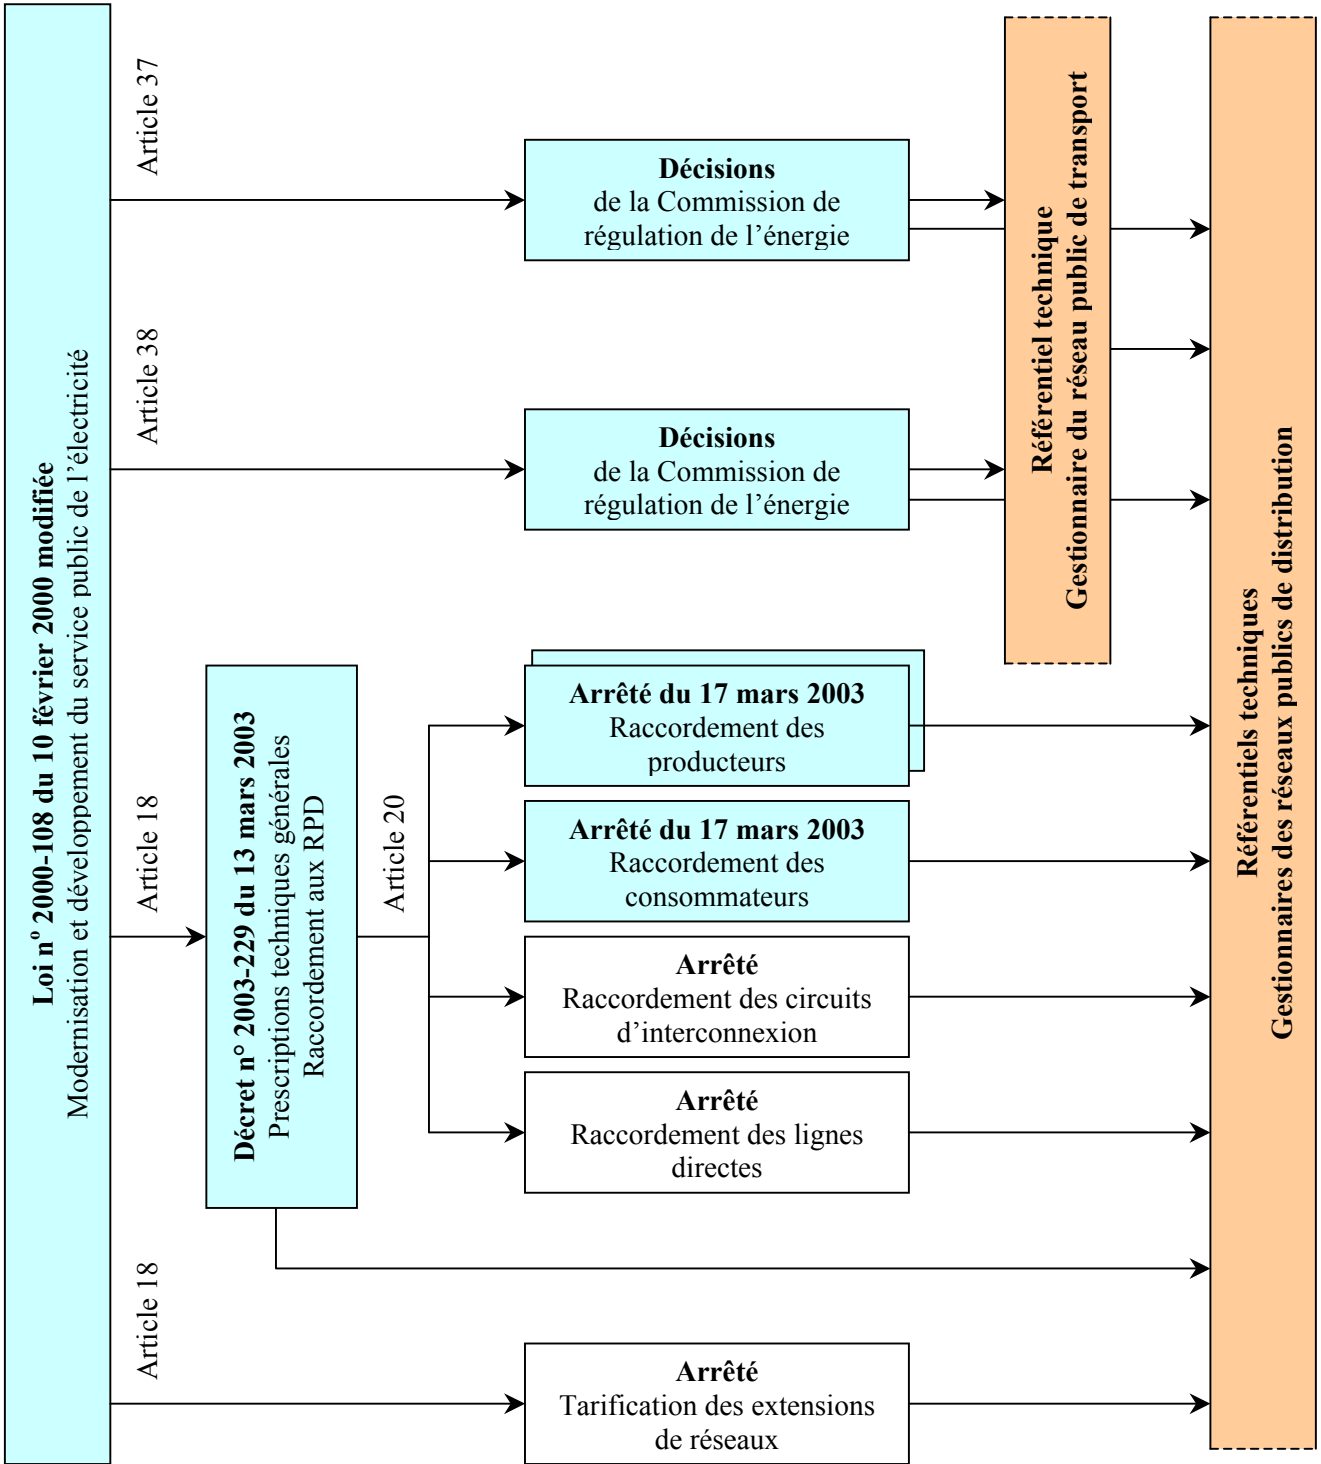 Loi nº 2000-108 du 10 février 2000 modifiée
Modernisation et développement du service public de l’électricité
Article 37
Décisions
de la Commission de
régulation de l’énergie
Article 38
Décisions
de la Commission de
régulation de l’énergie
Article 18
Décret n° 2003-229 du 13 mars 2003
Prescriptions techniques générales
Raccordement aux RPD
Article 20
Arrêté du 17 mars 2003
Raccordement des
producteurs
Arrêté du 17 mars 2003
Raccordement des
consommateurs
Arrêté
Raccordement des circuits
d’interconnexion
Arrêté
Raccordement des lignes
directes
Article 18
Arrêté
Tarification des extensions
de réseaux
Référentiel technique
Gestionnaire du réseau public de transport
Référentiels techniques
Gestionnaires des réseaux publics de distribution